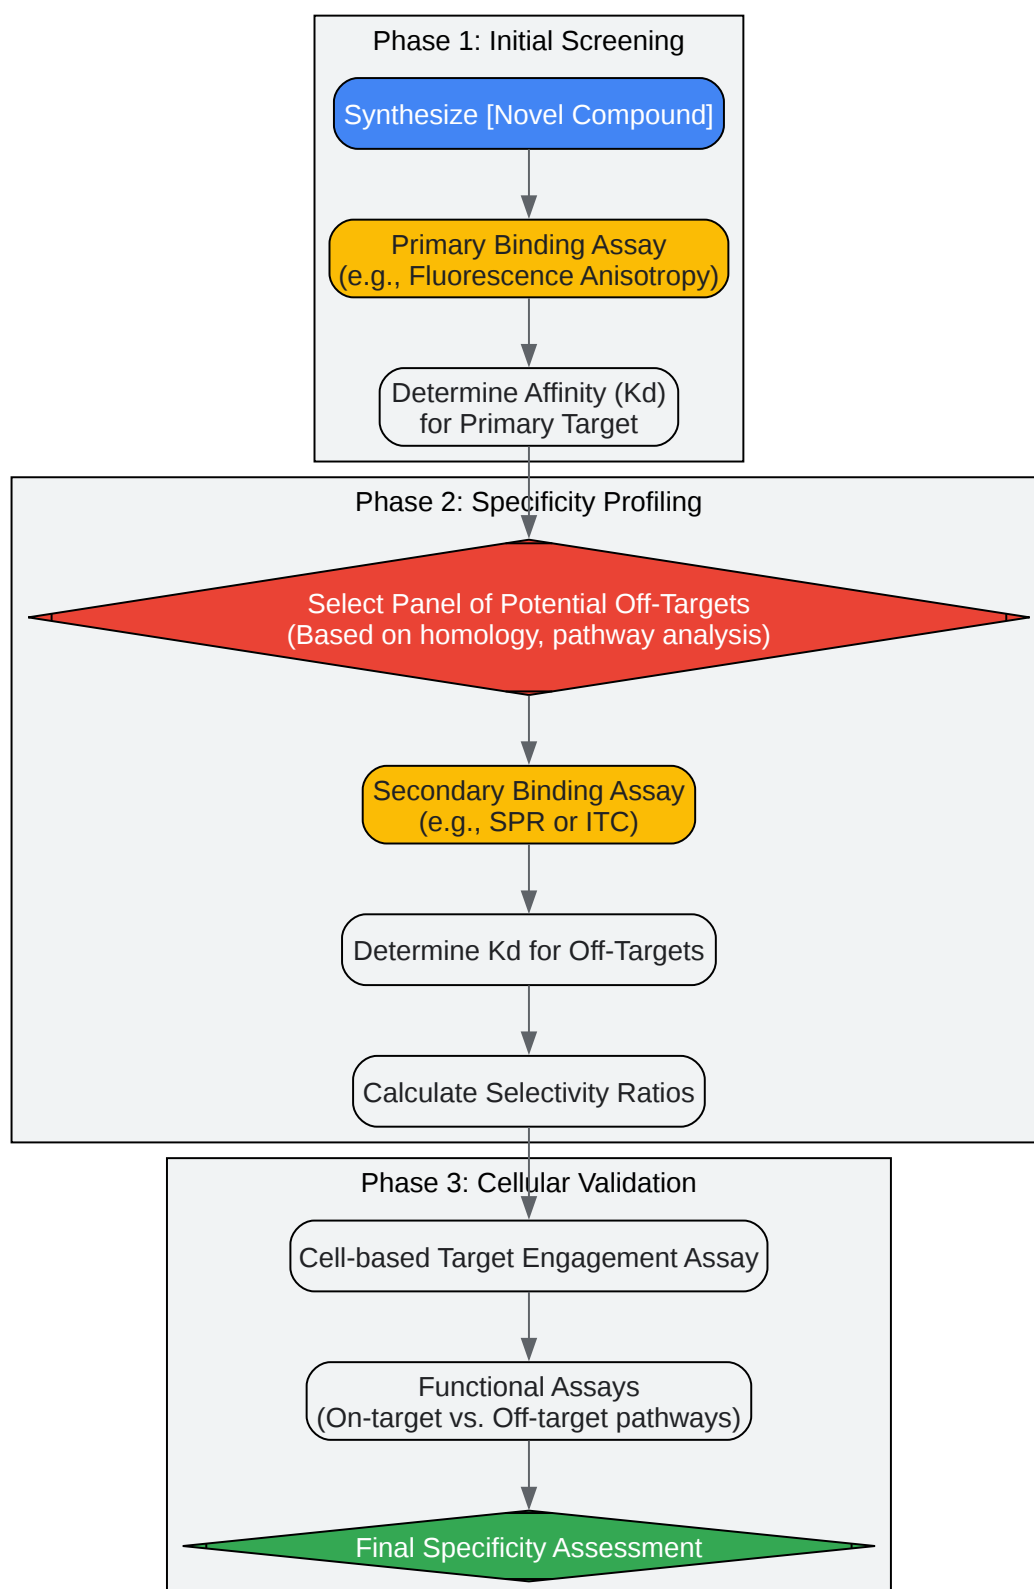 Phase 1: Initial Screening
Synthesize [Novel Compound]
Primary Binding Assay
(e.g., Fluorescence Anisotropy)
Determine Affinity (Kd)
for Primary Target
Phase 2: Specificity Profiling
Select Panel of Potential Off-Targets
(Based on homology, pathway analysis)
Secondary Binding Assay
(e.g., SPR or ITC)
Determine Kd for Off-Targets
Calculate Selectivity Ratios
Phase 3: Cellular Validation
Cell-based Target Engagement Assay
Functional Assays
(On-target vs. Off-target pathways)
Final Specificity Assessment